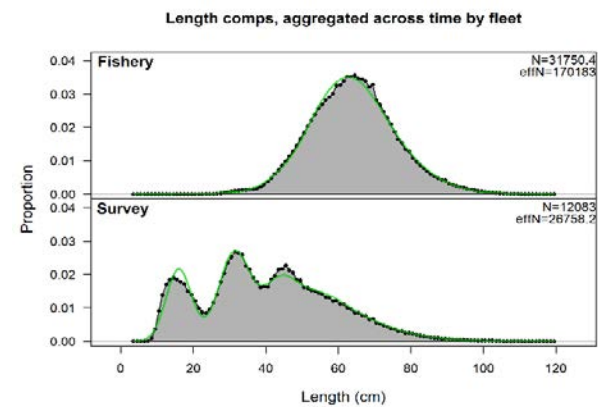 Length comps, aggregated across time by fleet
Fishery
N=31750.4
effN=170183
0.04
0.03
0.02
0.01
0.00
Survey
N=12083
effN=26758.2
0.04
0.03
0.02
0.01
0.00
Proportion
0 20 40 60 80 100 120
Length (cm)